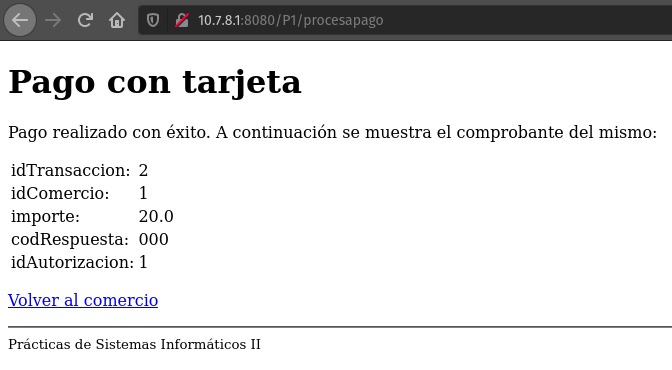 10.7.8.1:8080/P1/procesapago
Pago con tarjeta
Pago realizado con éxito. A continuación se muestra el comprobante del mismo:
idTransaccion: 2
idComercio: 1
importe: 20.0
codRespuesta: 000
idAutorizacion: 1
Volver al comercio
Prácticas de Sistemas Informáticos II